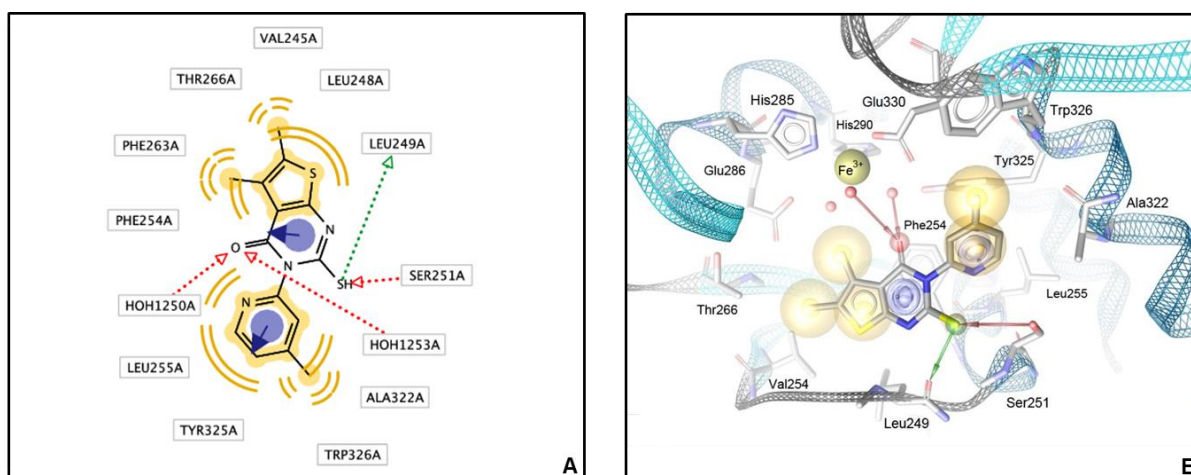 VAL245A
THR266A
LEU248A
PHE263A
LEU249A
S
PHE254A
N
O
N
SH
SER251A
HOH1250A
N
HOH1253A
LEU255A
ALA322A
TYR325A
TRP326A
A
His285
Glu330
His290
Trp326
Glu286
Fe3+
Tyr325
Ala322
Phe254
Thr266
Leu255
Val254
Ser251
Leu249